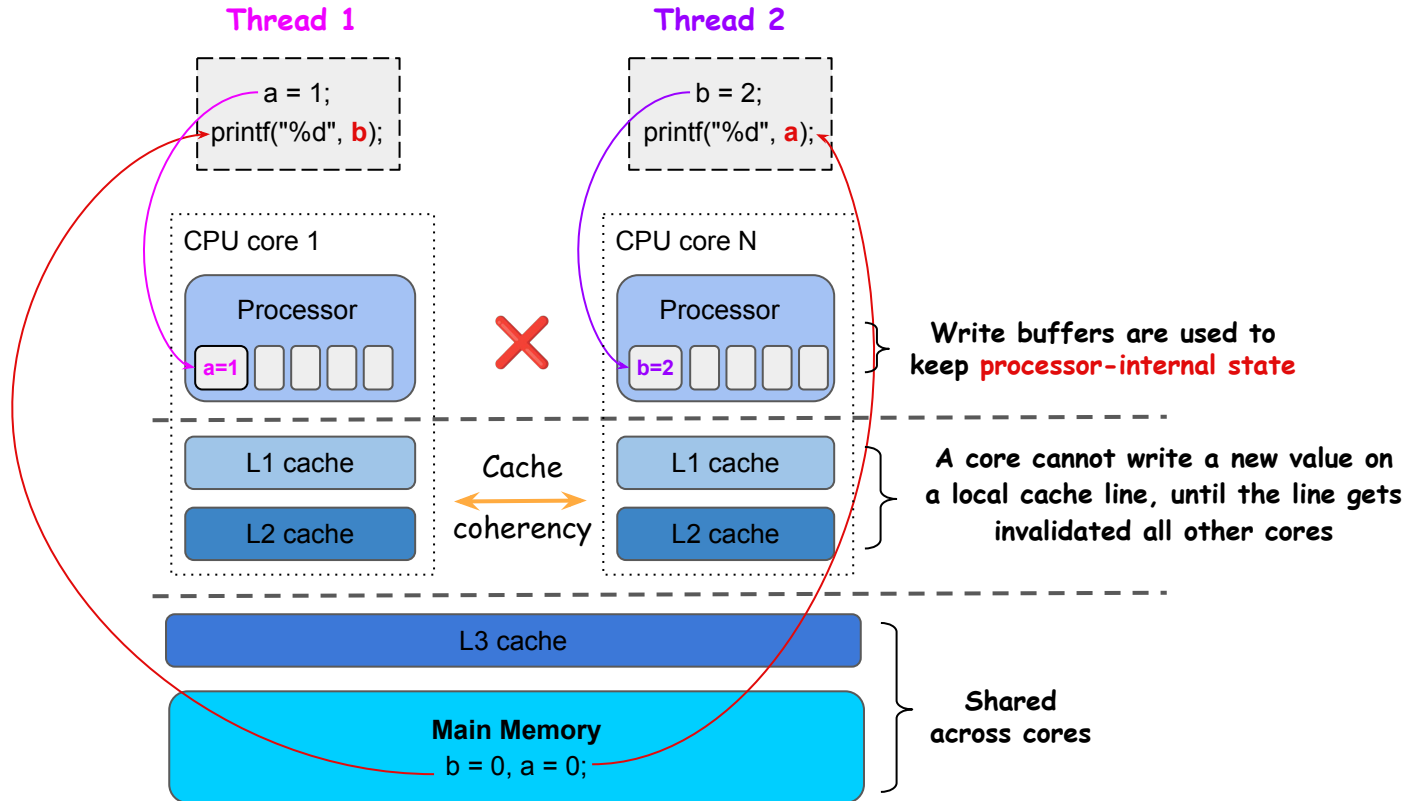 Thread 1
Thread 2
a = 1;
printf("%d", b);
b = 2;
printf("%d", a);
CPU core 1
CPU core N
Processor
Processor
a=1
b=2
Write buffers are used to
keep processor-internal state
L1 cache
L2 cache
Cache
coherency
L1 cache
L2 cache
A core cannot write a new value on
a local cache line, until the line gets
invalidated all other cores
L3 cache
Main Memory
b = 0, a = 0;
Shared
across cores